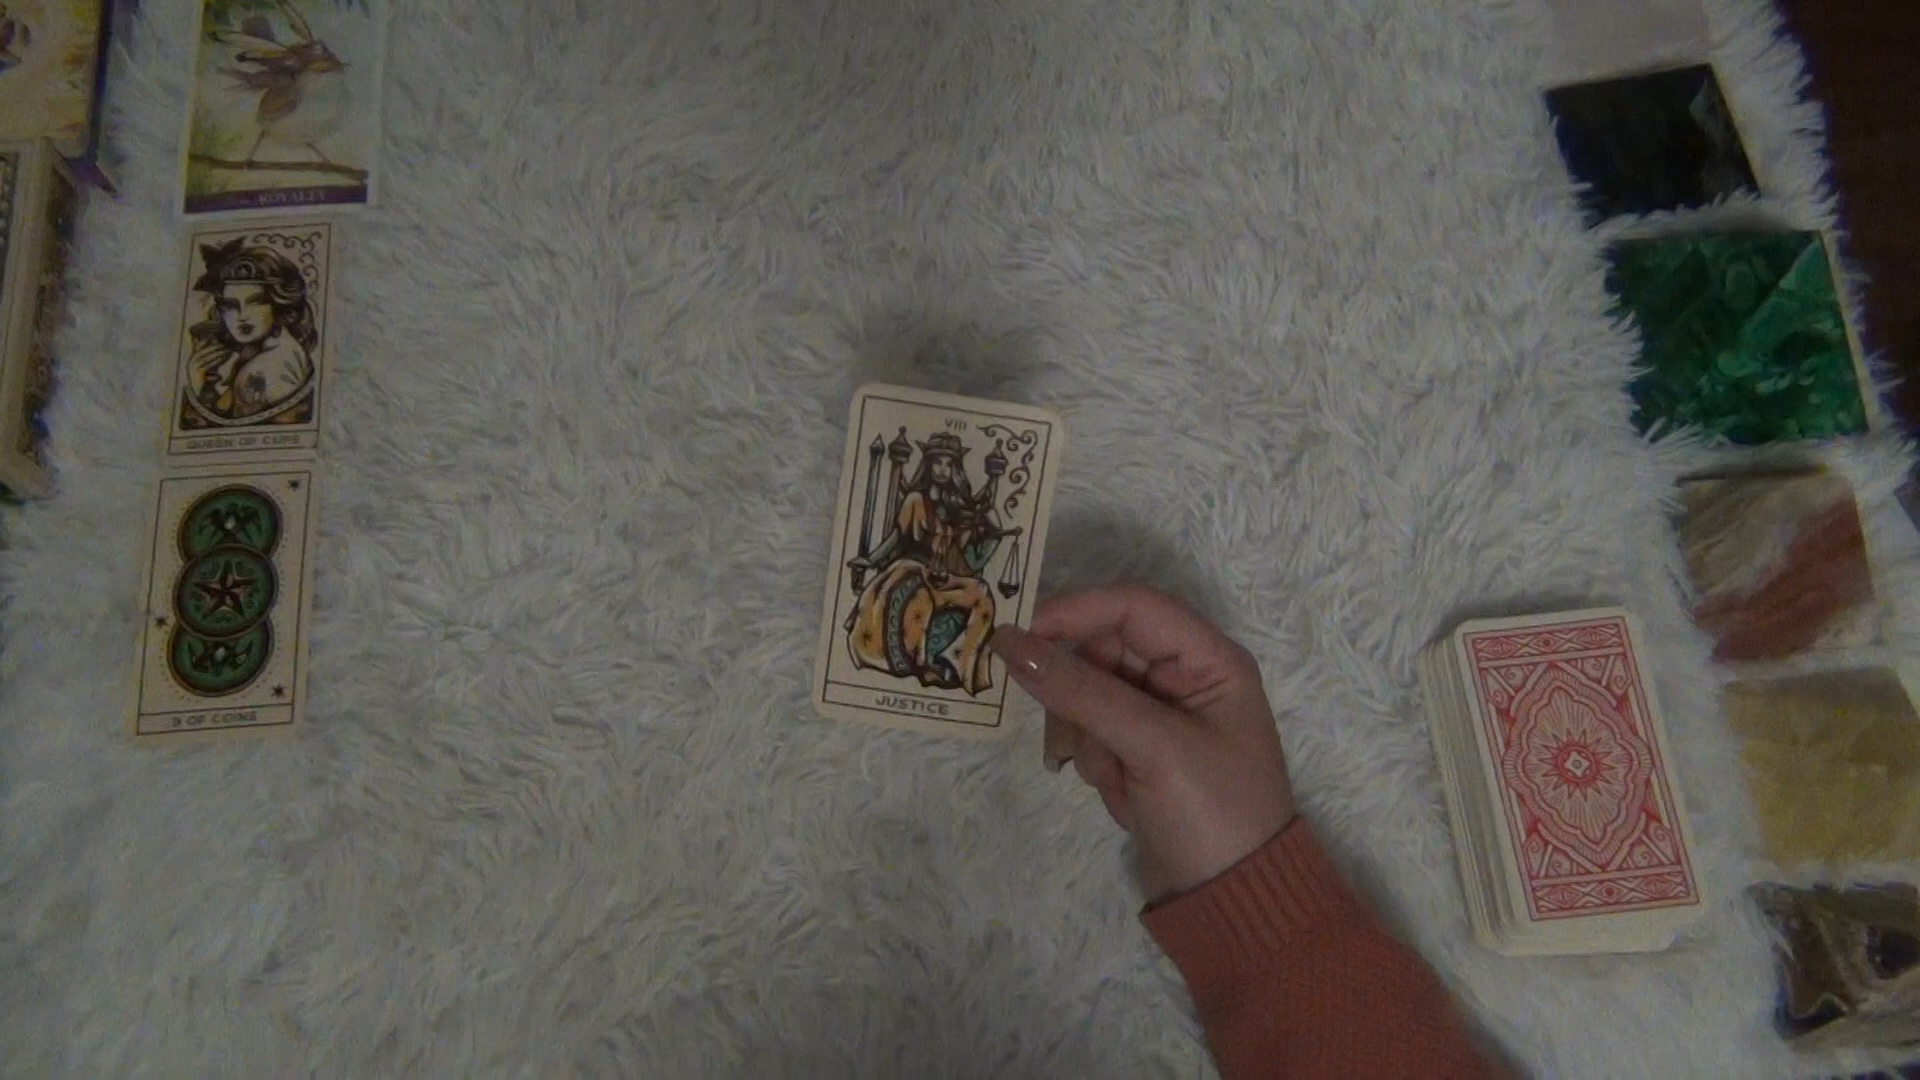 ROYALTY
QUEEN OF CUPS
3 OF COINS
VIII
JUSTICE